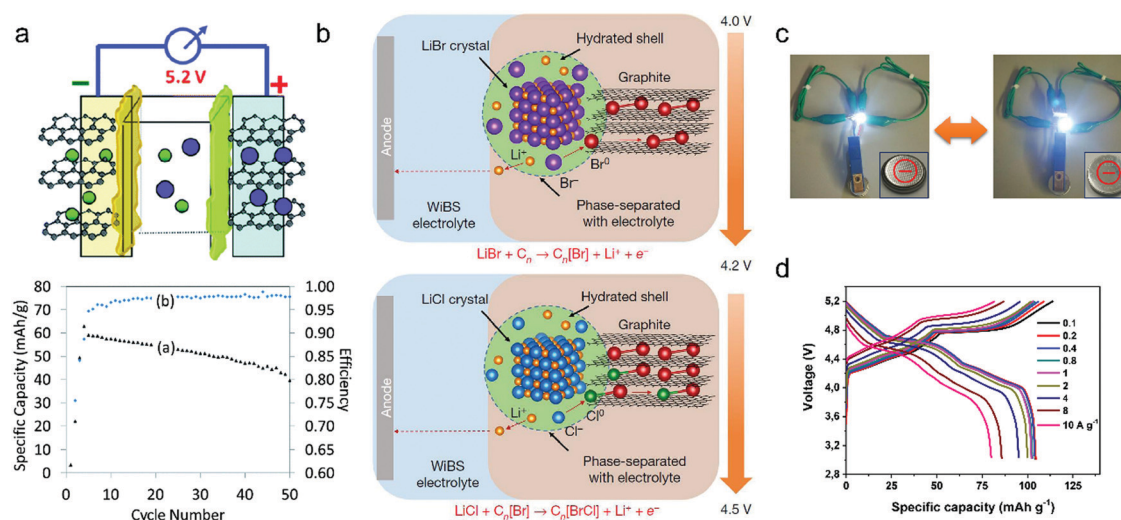 a
5.2 V
−
+
80
70
60
50
40
30
20
10
0
Specific Capacity (mAh/g)
(b)
(a)
1.00
0.95
0.90
0.85
0.80
0.75
0.70
0.65
0.60
Efficiency
0
10
20
30
40
50
Cycle Number
b
4.0 V
LiBr crystal
Hydrated shell
Graphite
Anode
Li⁺
Br⁰
Br⁻
WiBS
electrolyte
Phase-separated
with electrolyte
LiBr + Cₙ → Cₙ[Br] + Li⁺ + e⁻
4.2 V
LiCl crystal
Hydrated shell
Graphite
Anode
Li⁺
Cl⁰
Cl⁻
WiBS
electrolyte
Phase-separated
with electrolyte
LiCl + Cₙ[Br] → Cₙ[BrCl] + Li⁺ + e⁻
4.5 V
c
d
5,2
4,8
4,4
4,0
3,6
3,2
2,8
Voltage (V)
0.1
0.2
0.4
0.8
1
2
4
8
10 A g⁻¹
0
25
50
75
100
125
140
Specific capacity (mAh g⁻¹)